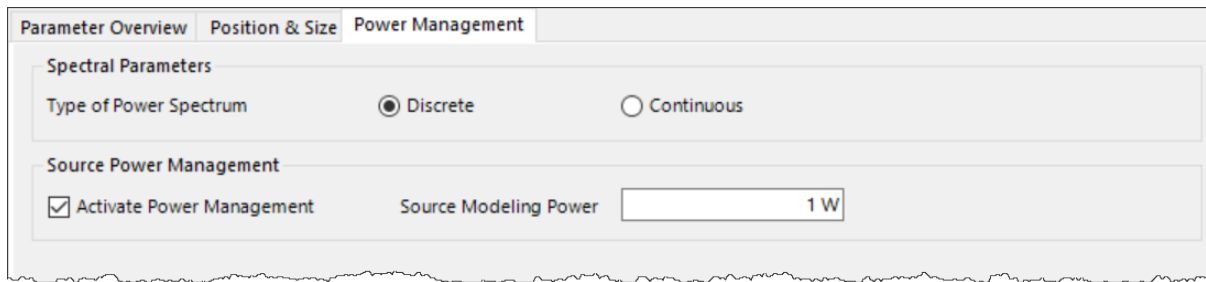 Parameter Overview Position & Size Power Management
Spectral Parameters
Type of Power Spectrum Discrete Continuous
Source Power Management
Activate Power Management Source Modeling Power 1 W